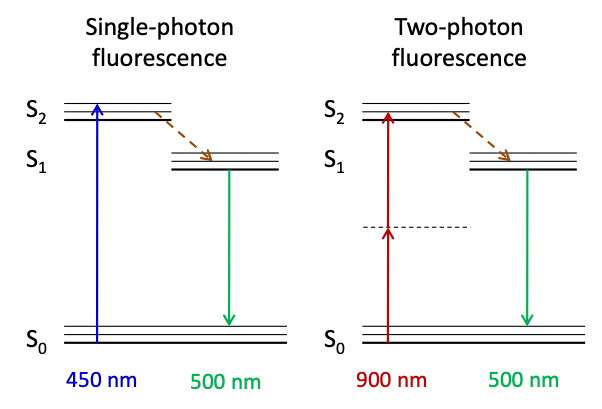 Single-photon
fluorescence
S2
S1
S0
450 nm
500 nm
Two-photon
fluorescence
S2
S1
S0
900 nm
500 nm